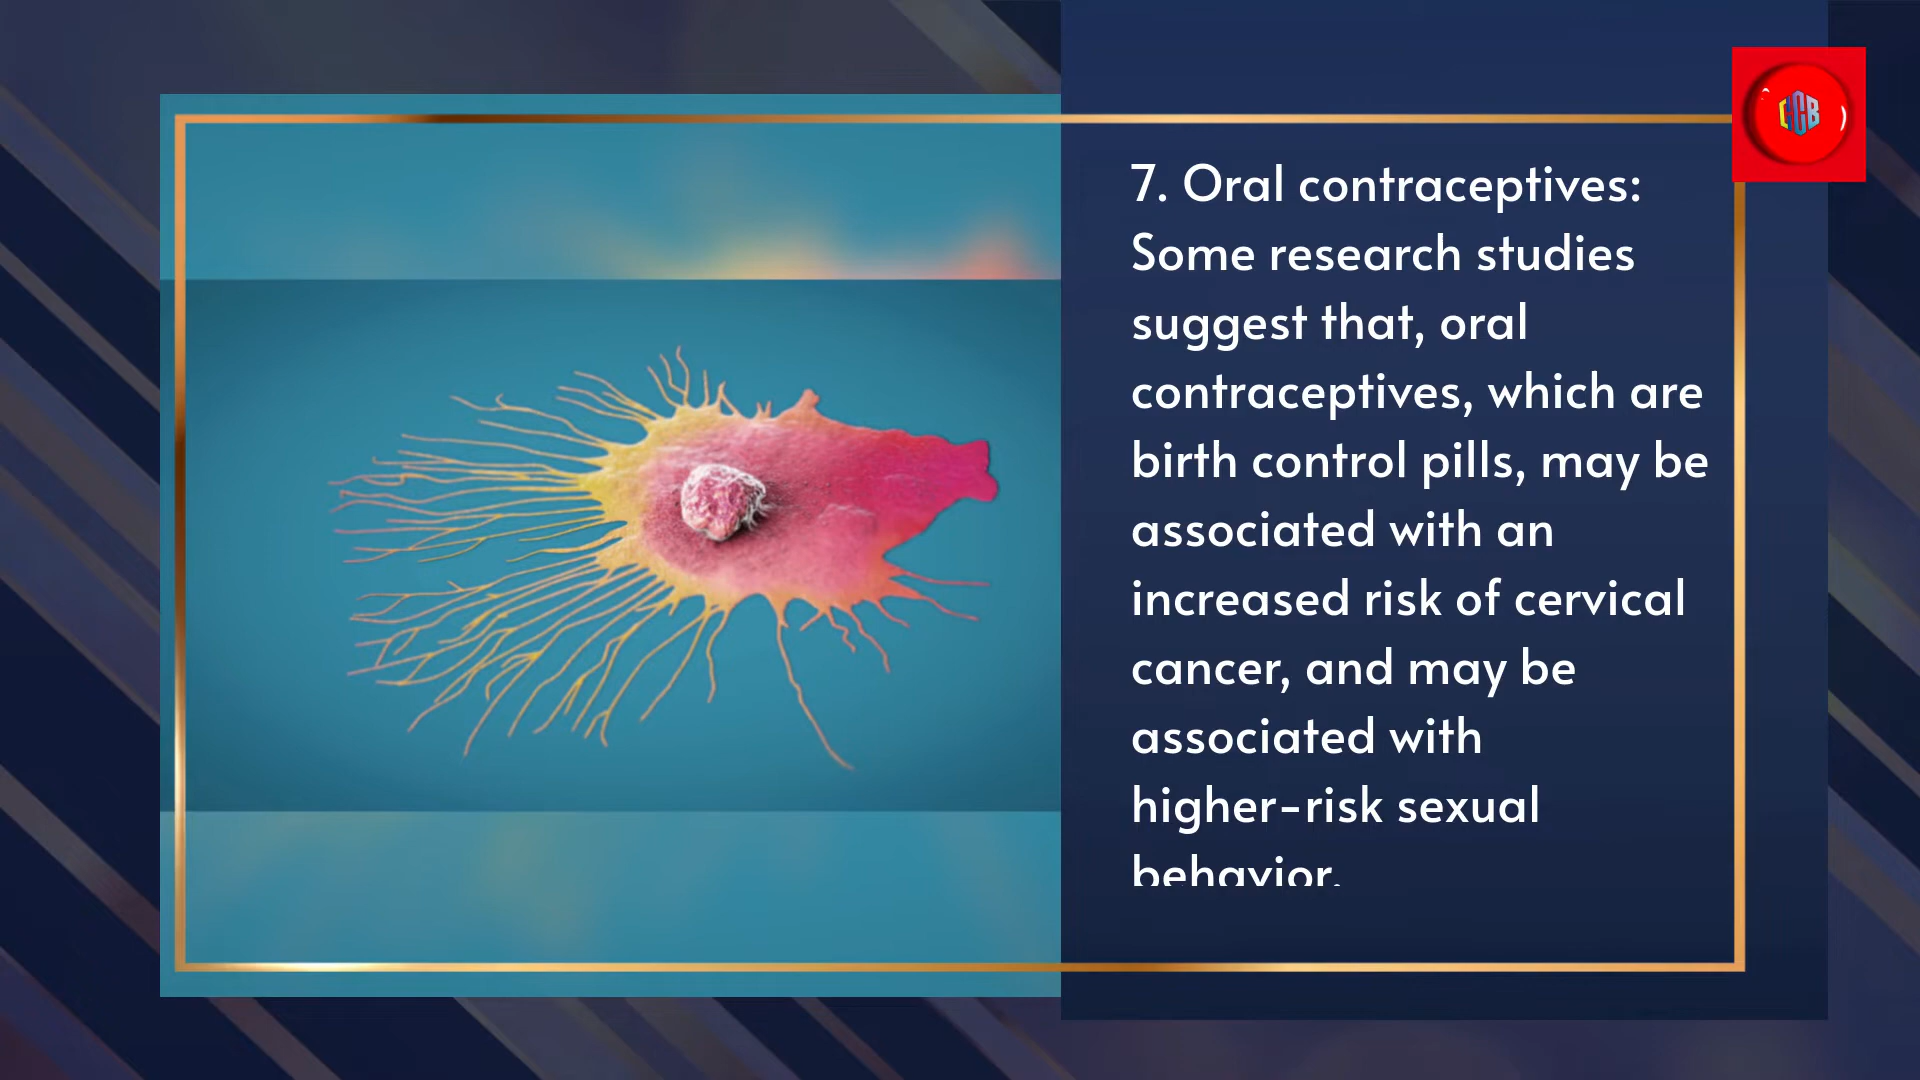 7. Oral contraceptives:
Some research studies
suggest that, oral
contraceptives, which are
birth control pills, may be
associated with an
increased risk of cervical
cancer, and may be
associated with
higher-risk sexual
behavior.